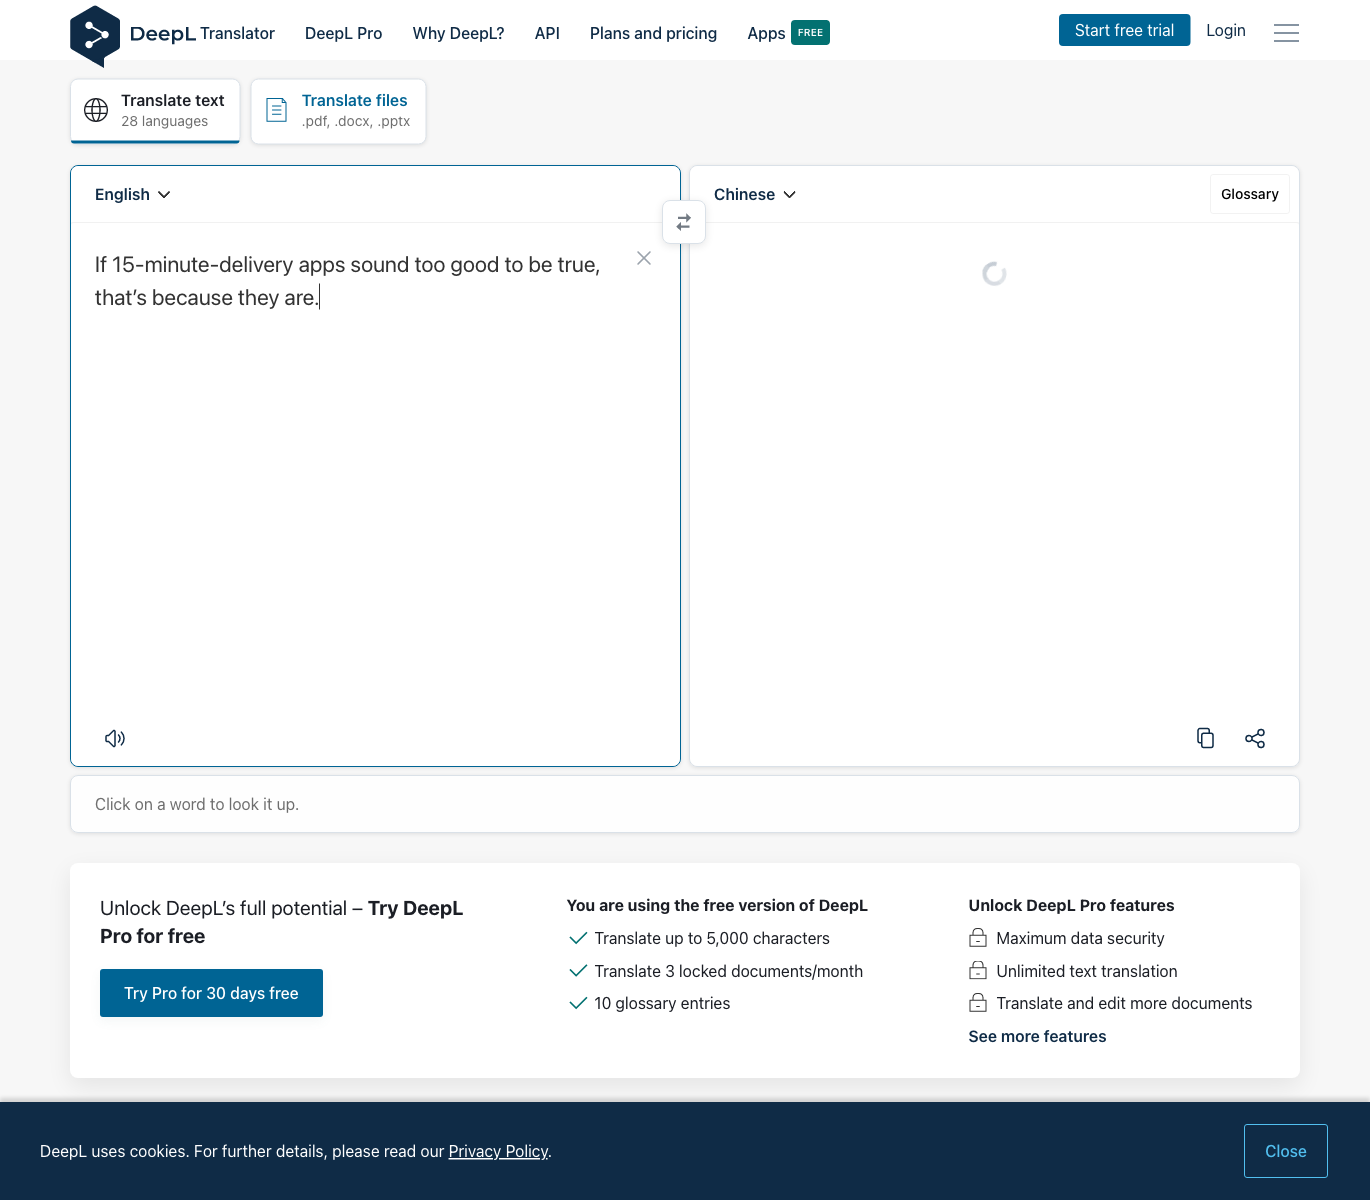 DeepL Translator DeepL Pro Why DeepL? API Plans and pricing Apps FREE Start free trial Login
Translate text
28 languages
Translate files
.pdf, .docx, .pptx
English
Chinese
Glossary
If 15-minute-delivery apps sound too good to be true,
that’s because they are.
Click on a word to look it up.
Unlock DeepL’s full potential – Try DeepL
Pro for free
Try Pro for 30 days free
You are using the free version of DeepL
Translate up to 5,000 characters
Translate 3 locked documents/month
10 glossary entries
Unlock DeepL Pro features
Maximum data security
Unlimited text translation
Translate and edit more documents
See more features
DeepL uses cookies. For further details, please read our Privacy Policy.
Close